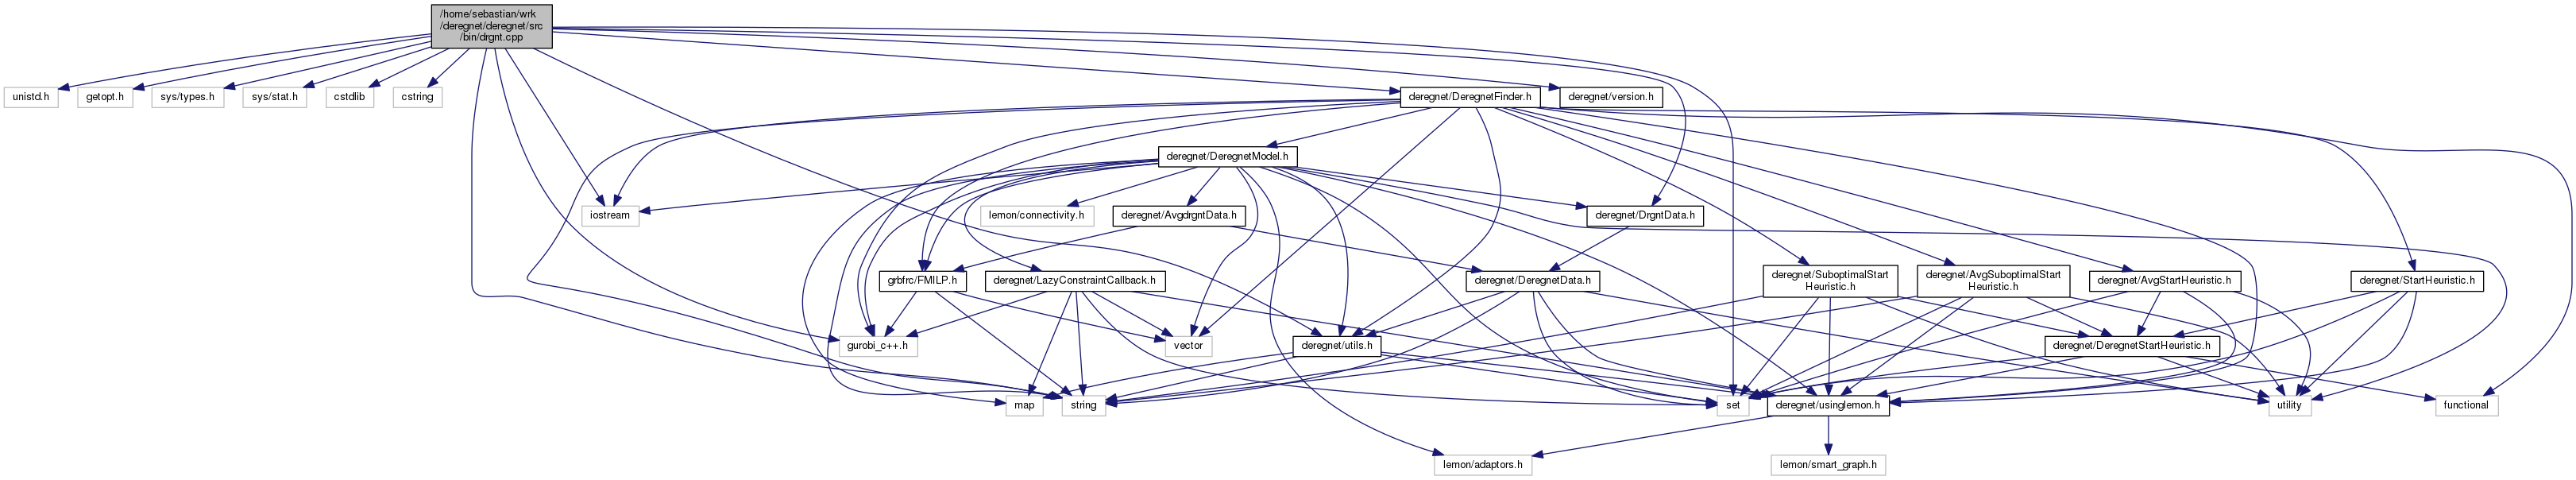 /home/sebastian/wrk
/deregnet/deregnet/src
/bin/drgnt.cpp
unistd.h
getopt.h
sys/types.h
sys/stat.h
cstdlib
cstring
deregnet/DeregnetFinder.h
deregnet/version.h
deregnet/DeregnetModel.h
iostream
lemon/connectivity.h
deregnet/AvgdrgntData.h
deregnet/DrgntData.h
grbfrc/FMILP.h
deregnet/LazyConstraintCallback.h
deregnet/DeregnetData.h
deregnet/SuboptimalStart
Heuristic.h
deregnet/AvgSuboptimalStart
Heuristic.h
deregnet/AvgStartHeuristic.h
deregnet/StartHeuristic.h
gurobi_c++.h
vector
deregnet/utils.h
deregnet/DeregnetStartHeuristic.h
map
string
set
deregnet/usinglemon.h
utility
functional
lemon/adaptors.h
lemon/smart_graph.h